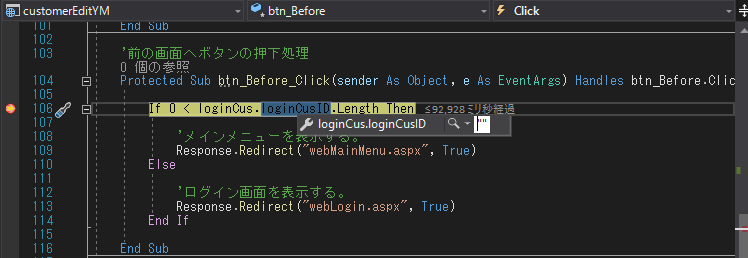 customerEditYM
btn_Before
Click
101 End Sub
102
103 '前の画面へボタンの押下処理
0 個の参照
104 Protected Sub btn_Before_Click(sender As Object, e As EventArgs) Handles btn_Before.Clic
105
106 If 0 < loginCus.loginCusID.Length Then ≤92,928ミリ秒経過
107
loginCus.loginCusID ""
108 'メインメニューを表示する。
109 Response.Redirect("webMainMenu.aspx", True)
110 Else
111
112 'ログイン画面を表示する。
113 Response.Redirect("webLogin.aspx", True)
114 End If
115
116 End Sub